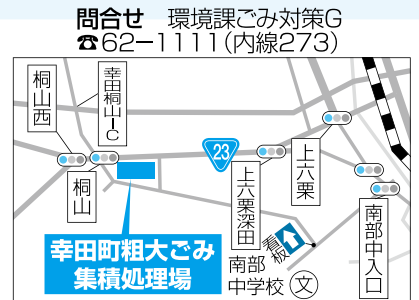 問合せ 環境課ごみ対策G
☎62－1111(内線273)
桐山西
幸田桐山IC
23
桐山
上六栗深田
上六栗
南部中入口
看板
南部
中学校
文
幸田町粗大ごみ
集積処理場